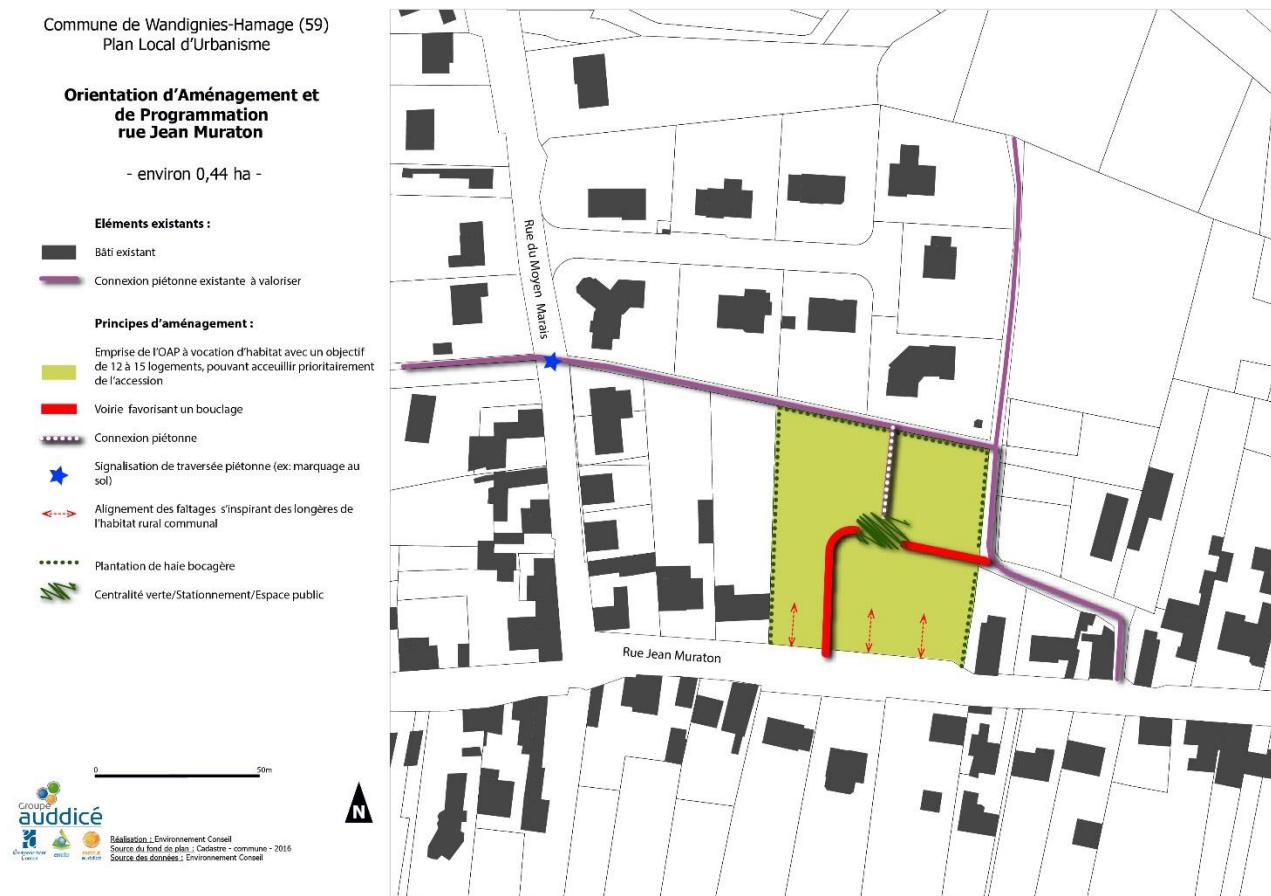 Commune de Wandignies-Hamage (59)
Plan Local d'Urbanisme
Orientation d'Aménagement et
de Programmation
rue Jean Muraton
- environ 0,44 ha -
Eléments existants :
Bâti existant
Connexion piétonne existante à valoriser
Principes d'aménagement :
Emprise de l'OAP à vocation d'habitat avec un objectif
de 12 à 15 logements, pouvant acceuillir prioritairement
de l'accession
Voirie favorisant un bouclage
Connexion piétonne
Signalisation de traversée piétonne (ex: marquage au
sol)
Alignement des faîtages s'inspirant des longères de
l'habitat rural communal
Plantation de haie bocagère
Centralité verte/Stationnement/Espace public
0 50m
N
Groupe
auddicé
Réalisation : Environnement Conseil
Source du fond de plan : Cadastre - commune - 2016
Source des données : Environnement Conseil
Rue du Moyen Marais
Rue Jean Muraton